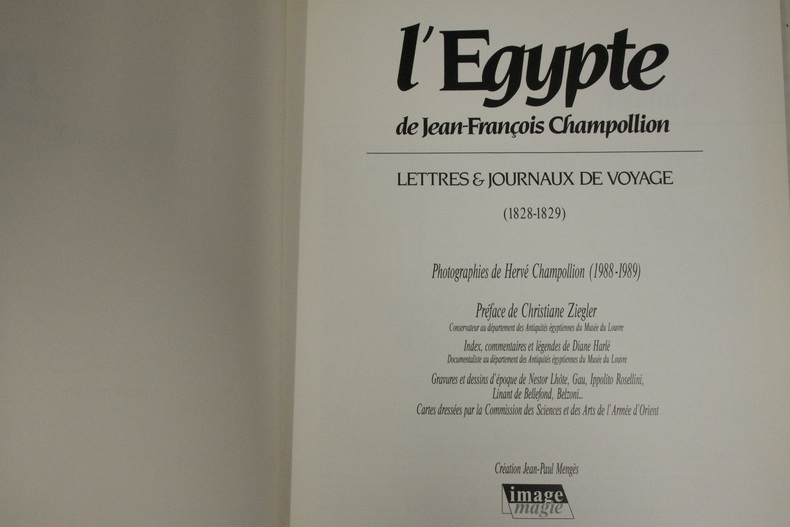 l'Egypte
de Jean-François Champollion
LETTRES & JOURNAUX DE VOYAGE
(1828-1829)
Photographies de Hervé Champollion (1988-1989)
Préface de Christiane Ziegler
Conservateur au département des Antiquités égyptiennes du Musée du Louvre
Index, commentaires et légendes de Diane Harlé
Documentaliste au département des Antiquités égyptiennes du Musée du Louvre
Gravures et dessins d'époque de Nestor Lhôte, Gau, Ippolito Rosellini,
Linant de Bellefond, Belzoni...
Cartes dressées par la Commission des Sciences et des Arts de l'Armée d'Orient
Création Jean-Paul Mengès
image
magie